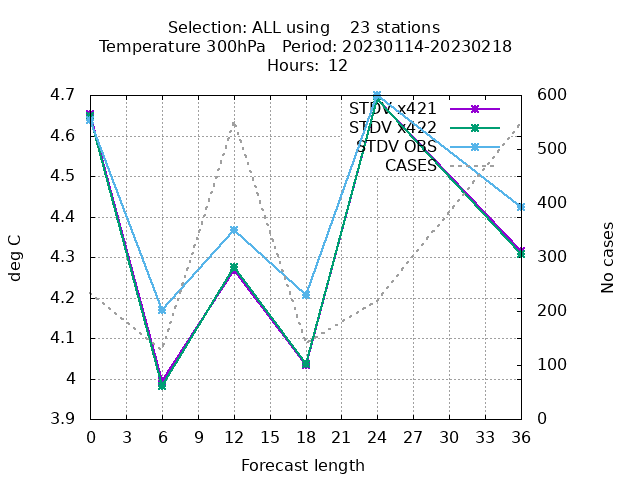 Selection: ALL using 23 stations
Temperature 300hPa Period: 20230114-20230218
Hours: 12
STDV x421
STDV x422
STDV OBS
CASES
4.7
4.6
4.5
4.4
4.3
4.2
4.1
4
3.9
deg C
600
500
400
300
200
100
0
No cases
0 3 6 9 12 15 18 21 24 27 30 33 36
Forecast length